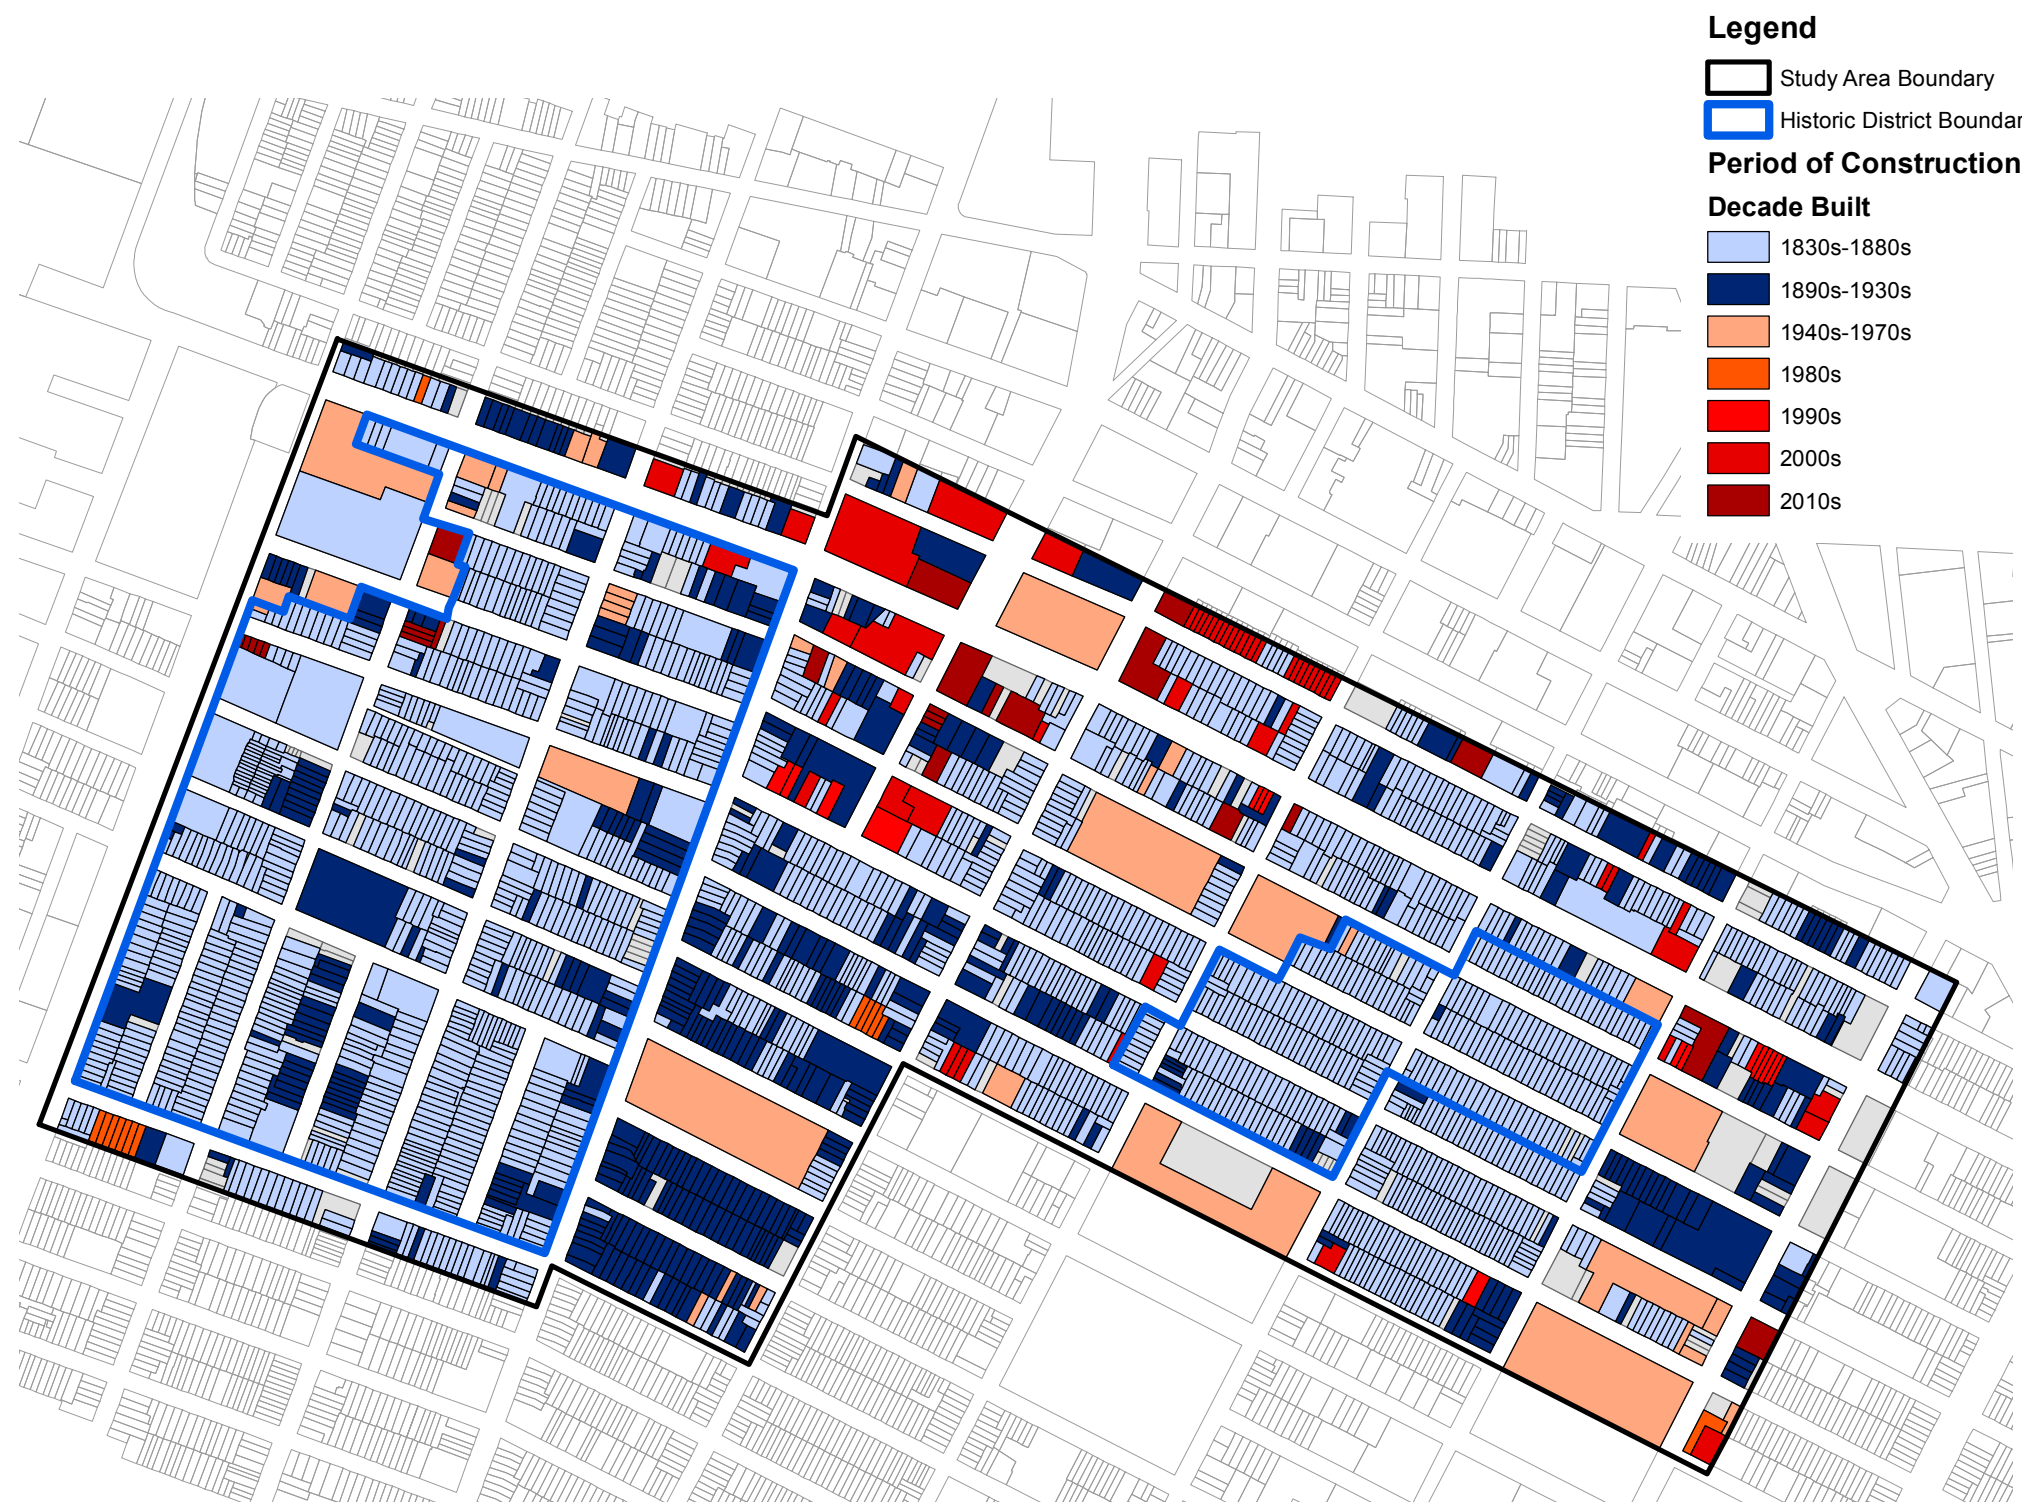 Legend
Study Area Boundary
Historic District Boundar
Period of Construction
Decade Built
1830s-1880s
1890s-1930s
1940s-1970s
1980s
1990s
2000s
2010s